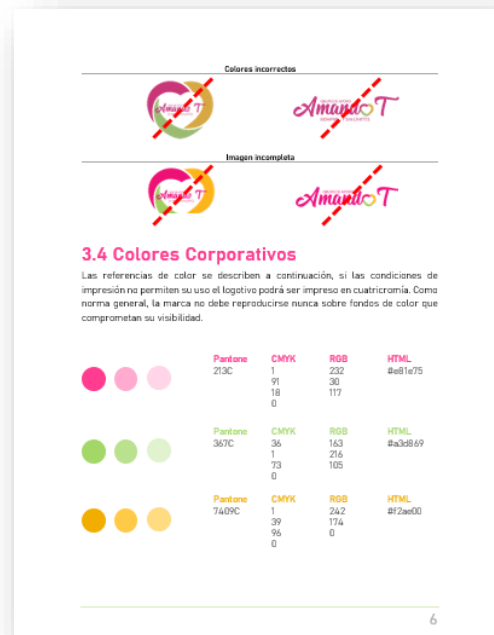 Colores incorrectos
Amando T
Amando T
Imagen incompleta
Amando T
Amando T
3.4 Colores Corporativos
Las referencias de color se describen a continuación, si las condiciones de
impresión no permiten su uso el logotivo podrá ser impreso en cuatricromía. Como
norma general, la marca no debe reproducirse nunca sobre fondos de color que
comprometan su visibilidad.
Pantone CMYK RGB HTML
213C 1 232 #e81e75
91 30
18 117
0
Pantone CMYK RGB HTML
367C 36 163 #a3d869
1 216
73 105
0
Pantone CMYK RGB HTML
7409C 1 242 #f2ae00
39 174
96 0
0
6